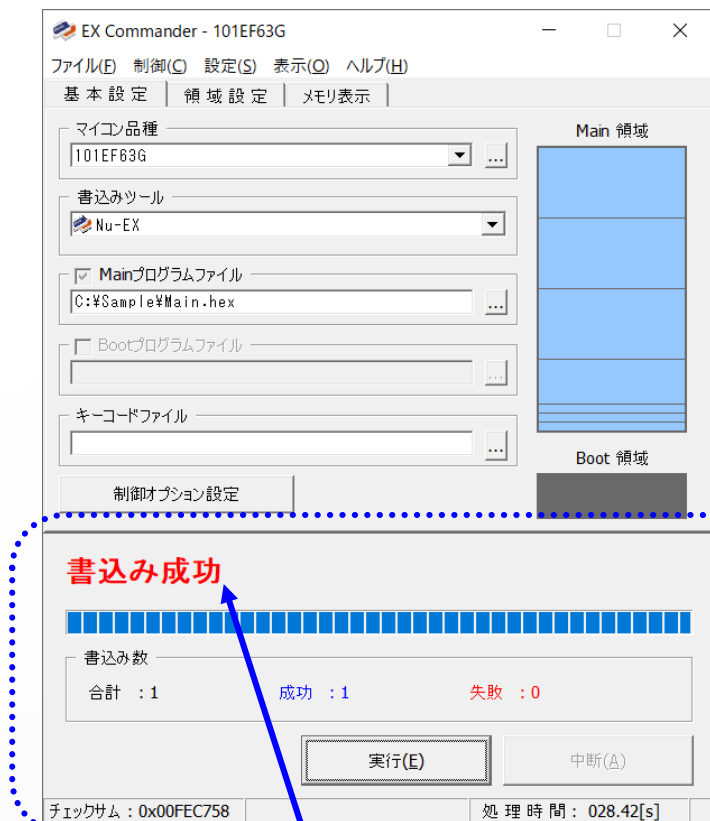 EX Commander - 101EF63G
ファイル(F) 制御(C) 設定(S) 表示(O) ヘルプ(H)
基本設定 領域設定 メモリ表示
マイコン品種
101EF63G
...
書込みツール
Nu-EX
Mainプログラムファイル
C:¥Sample¥Main.hex
...
Bootプログラムファイル
...
キーコードファイル
...
制御オプション設定
Main 領域
Boot 領域
書込み成功
書込み数
合計 :1 成功 :1 失敗 :0
実行(E) 中断(A)
チェックサム:0x00FEC758 処理時間: 028.42[s]